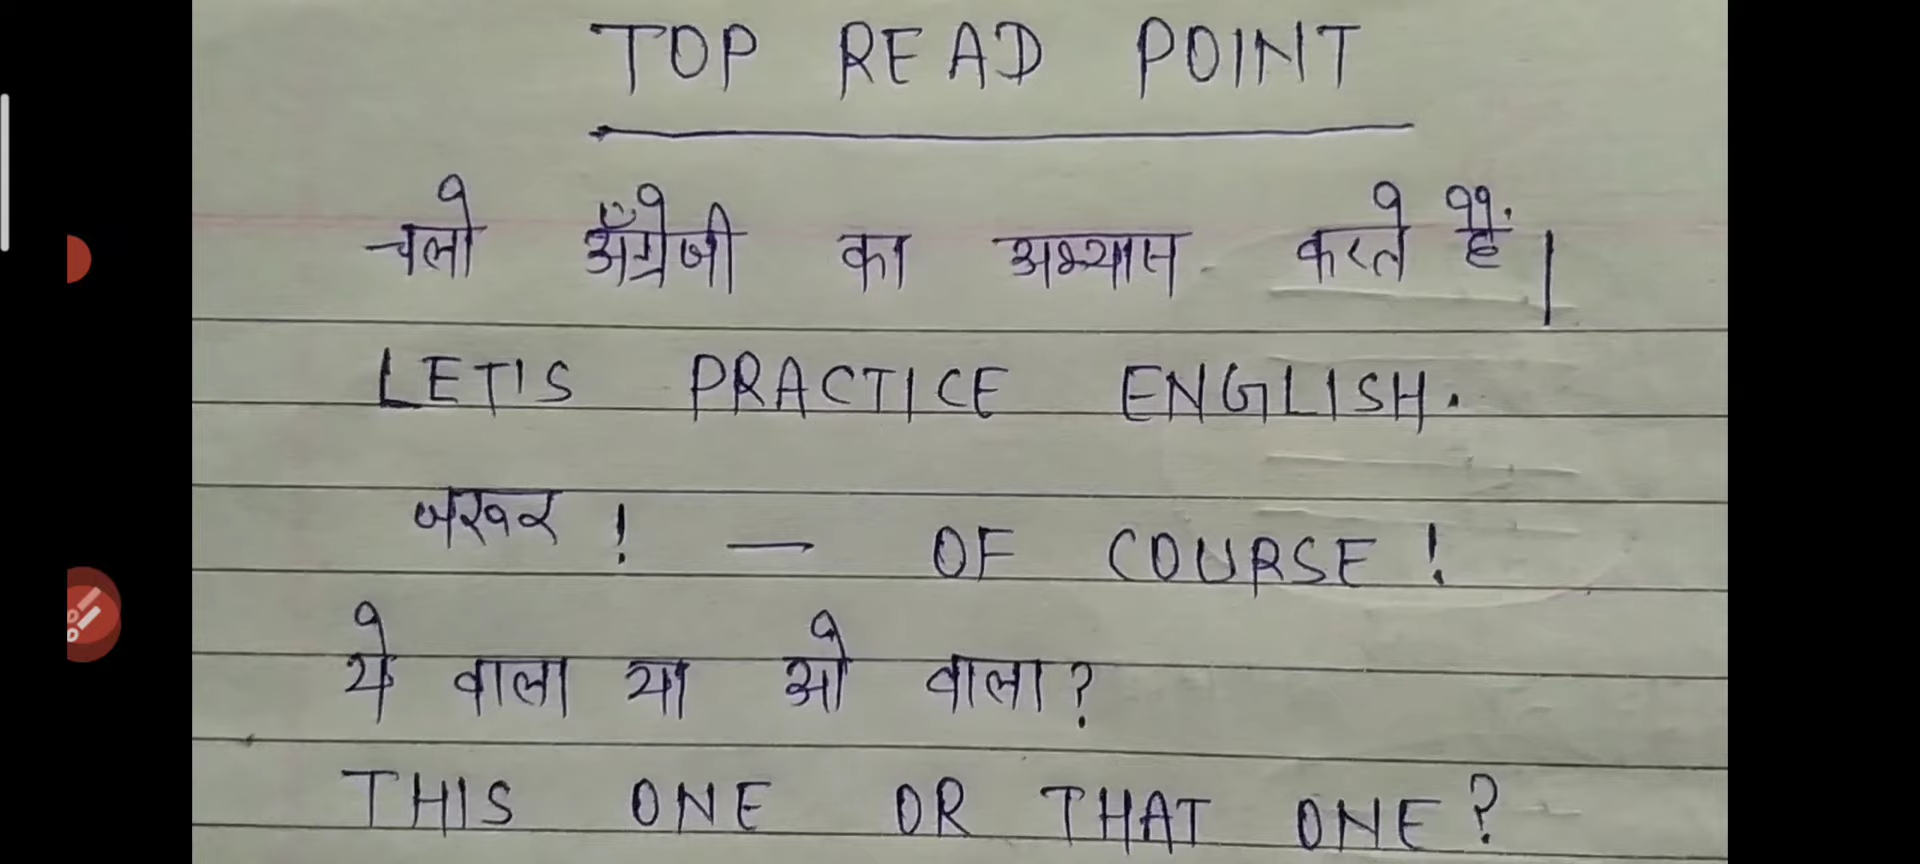 TOP READ POINT
चलो अँग्रेजी का अभ्यास करते हैं।
LET'S PRACTICE ENGLISH.
जरूर ! — OF COURSE !
ये वाला या ओ वाला?
THIS ONE OR THAT ONE?